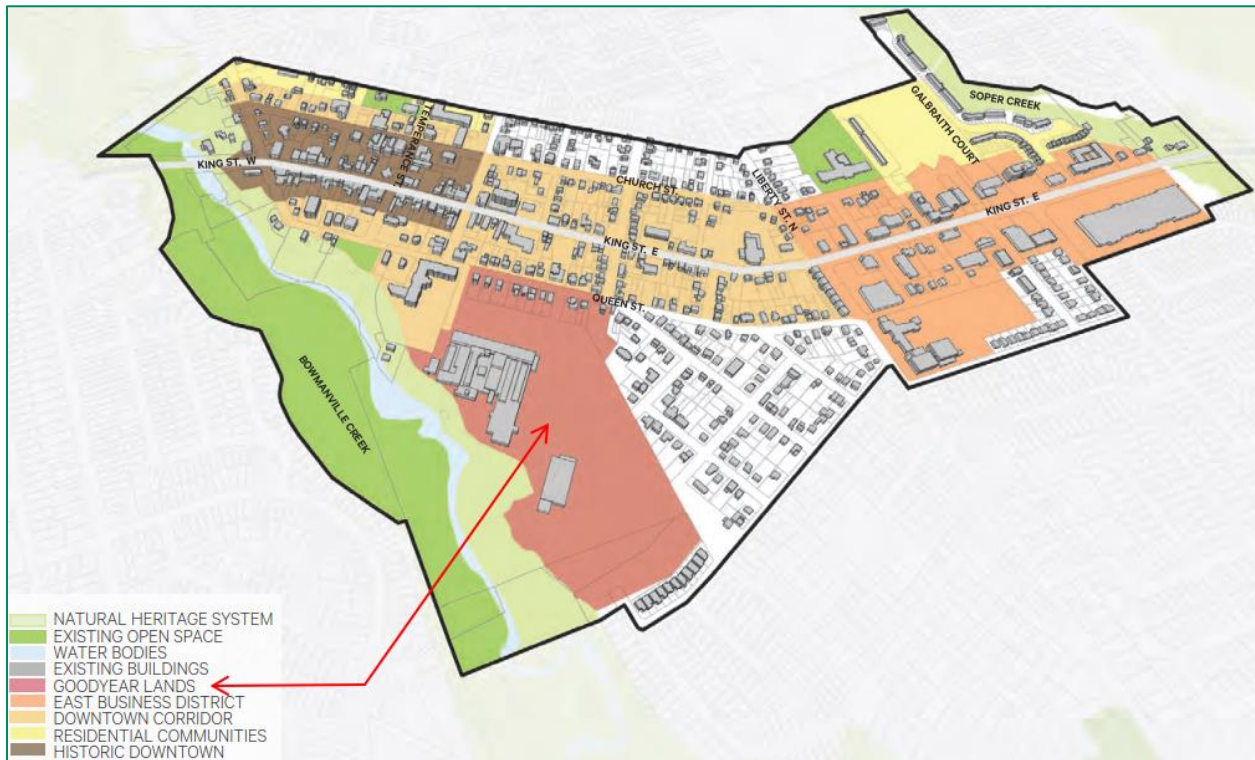 SOPER CREEK
GALBRAITH COURT
TEMPERANCE ST.
KING ST. W
CHURCH ST.
LIBERTY ST. N
KING ST. E
KING ST. E
QUEEN ST.
BOWMANVILLE CREEK
NATURAL HERITAGE SYSTEM
EXISTING OPEN SPACE
WATER BODIES
EXISTING BUILDINGS
GOODYEAR LANDS
EAST BUSINESS DISTRICT
DOWNTOWN CORRIDOR
RESIDENTIAL COMMUNITIES
HISTORIC DOWNTOWN